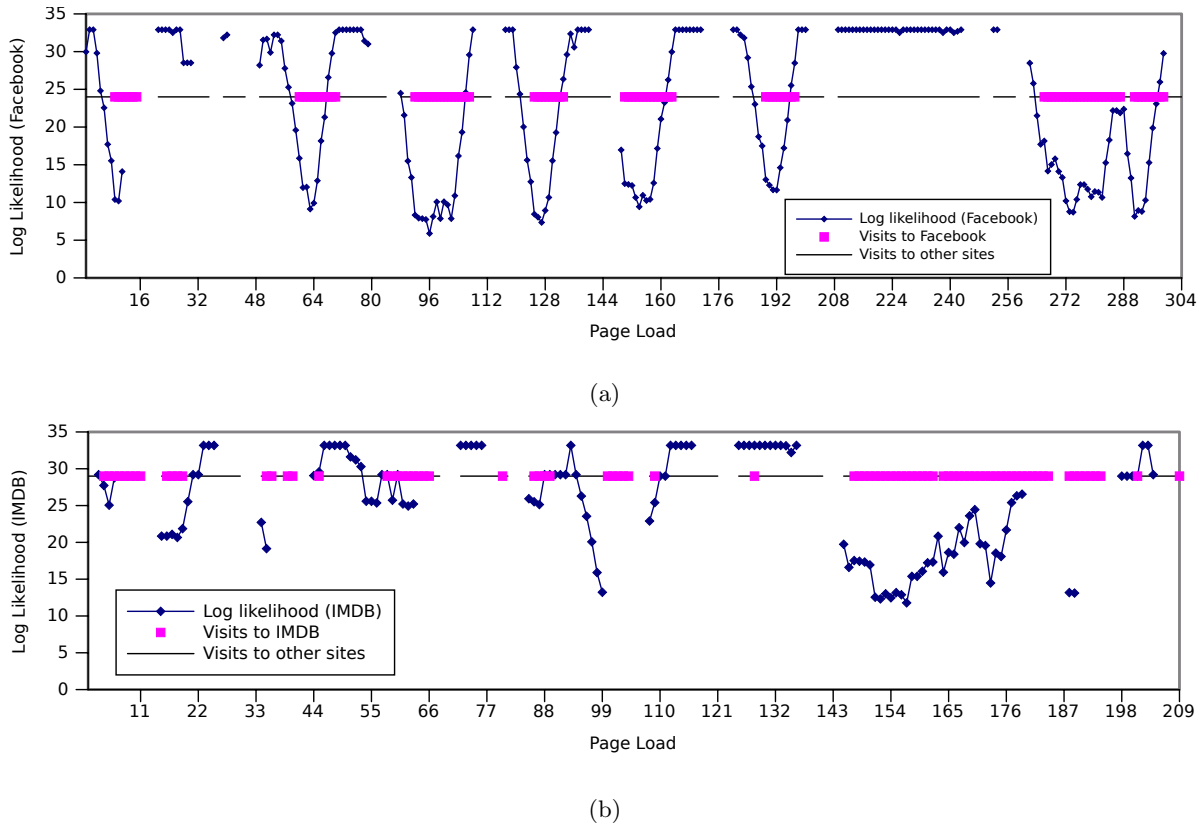 35
30
25
20
15
10
5
0
Log Likelihood (Facebook)
Log likelihood (Facebook)
Visits to Facebook
Visits to other sites
16 32 48 64 80 96 112 128 144 160 176 192 208 224 240 256 272 288 304
Page Load
(a)
35
30
25
20
15
10
5
0
Log Likelihood (IMDB)
Log likelihood (IMDB)
Visits to IMDB
Visits to other sites
11 22 33 44 55 66 77 88 99 110 121 132 143 154 165 176 187 198 209
Page Load
(b)